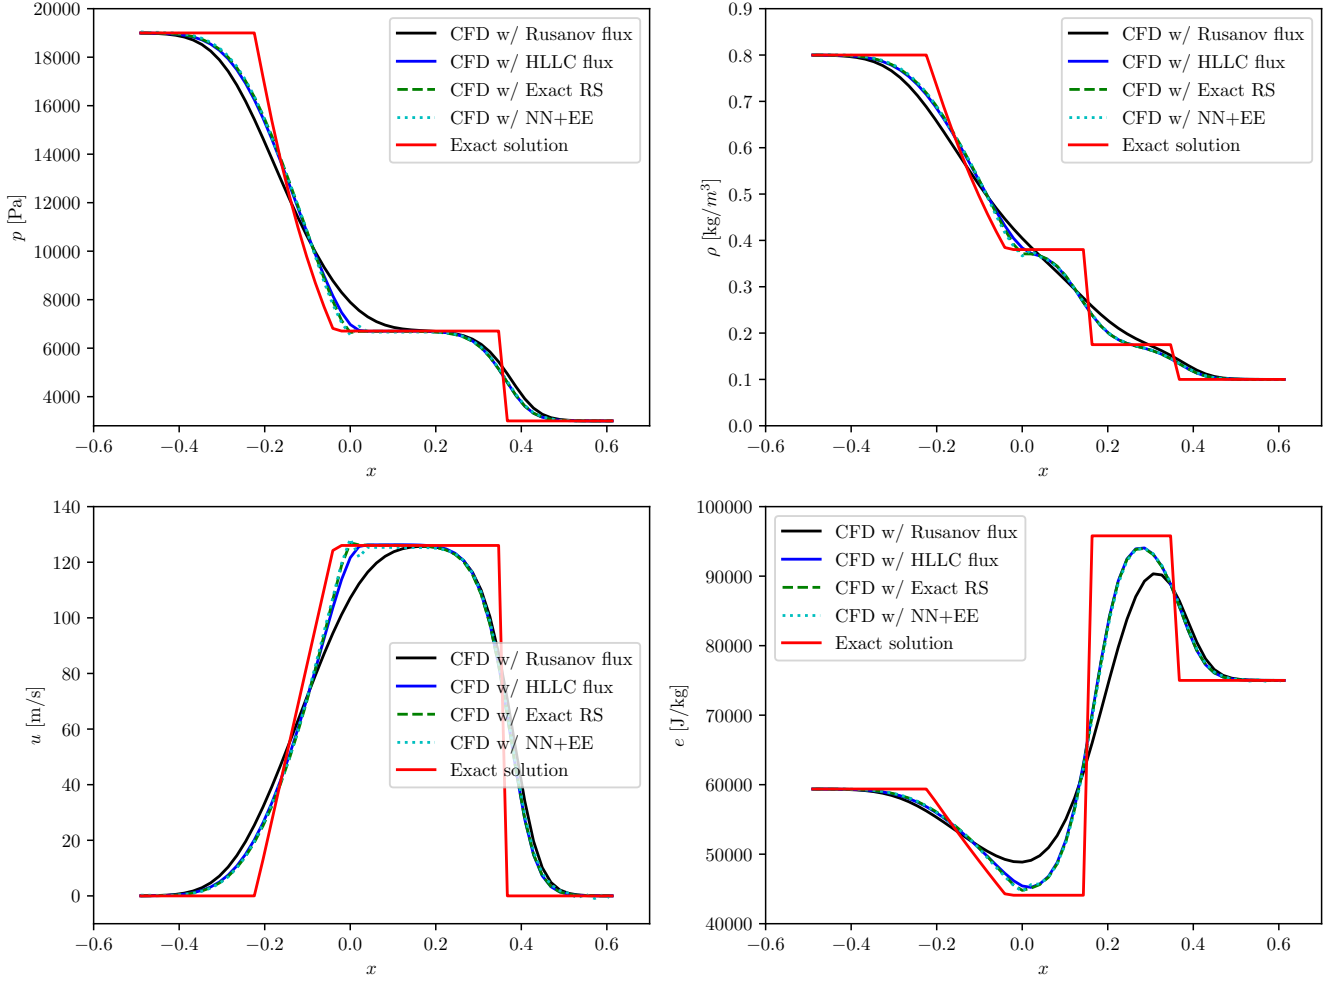 20000
18000
16000
14000
12000
10000
8000
6000
4000
p [Pa]
−0.6 −0.4 −0.2 0.0 0.2 0.4 0.6
x
CFD w/ Rusanov flux
CFD w/ HLLC flux
CFD w/ Exact RS
CFD w/ NN+EE
Exact solution
0.9
0.8
0.7
0.6
0.5
0.4
0.3
0.2
0.1
0.0
ρ [kg/m³]
−0.6 −0.4 −0.2 0.0 0.2 0.4 0.6
x
CFD w/ Rusanov flux
CFD w/ HLLC flux
CFD w/ Exact RS
CFD w/ NN+EE
Exact solution
140
120
100
80
60
40
20
0
u [m/s]
−0.6 −0.4 −0.2 0.0 0.2 0.4 0.6
x
CFD w/ Rusanov flux
CFD w/ HLLC flux
CFD w/ Exact RS
CFD w/ NN+EE
Exact solution
100000
90000
80000
70000
60000
50000
40000
e [J/kg]
−0.6 −0.4 −0.2 0.0 0.2 0.4 0.6
x
CFD w/ Rusanov flux
CFD w/ HLLC flux
CFD w/ Exact RS
CFD w/ NN+EE
Exact solution